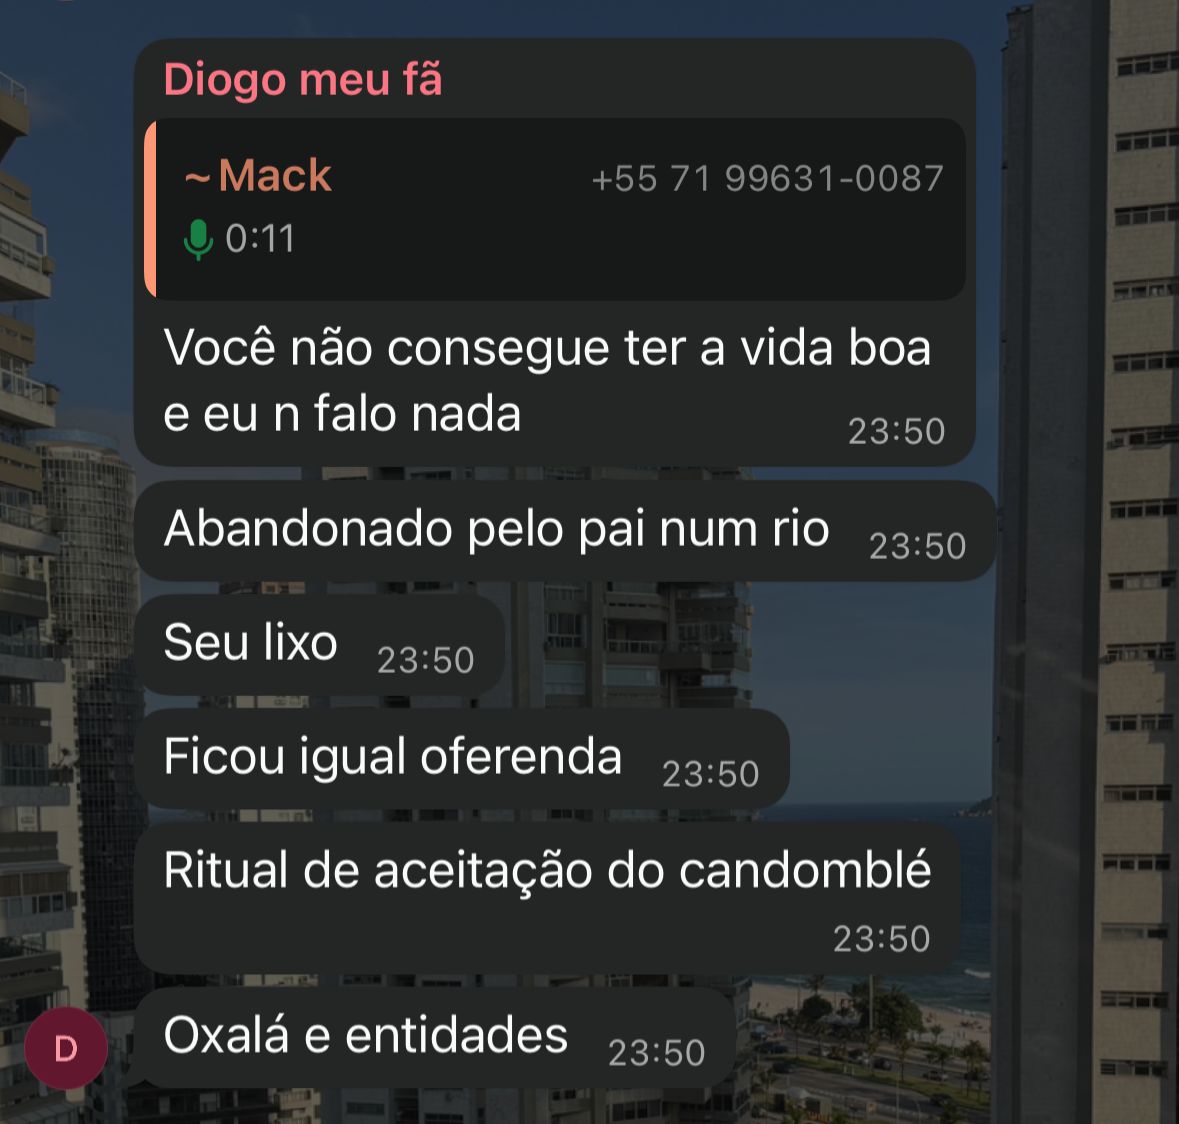 Diogo meu fã
~Mack +55 71 99631-0087
0:11
Você não consegue ter a vida boa
e eu n falo nada
23:50
Abandonado pelo pai num rio 23:50
Seu lixo 23:50
Ficou igual oferenda 23:50
Ritual de aceitação do candomblé
23:50
D
Oxalá e entidades 23:50